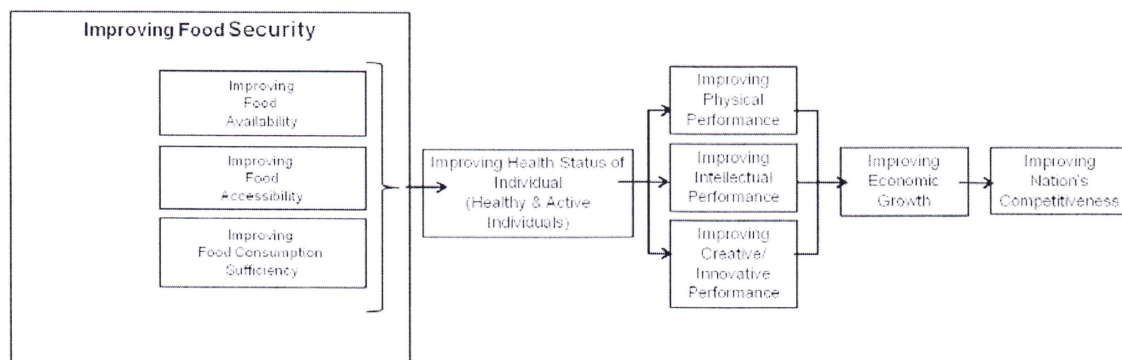 Improving Food Security
Improving
Food
Availability
Improving
Food
Accessibility
Improving
Food Consumption
Sufficiency
Improving Health Status of
Individual
(Healthy & Active
Individuals)
Improving
Physical
Performance
Improving
Intellectual
Performance
Improving
Creative/
Innovative
Performance
Improving
Economic
Growth
Improving
Nation's
Competitiveness